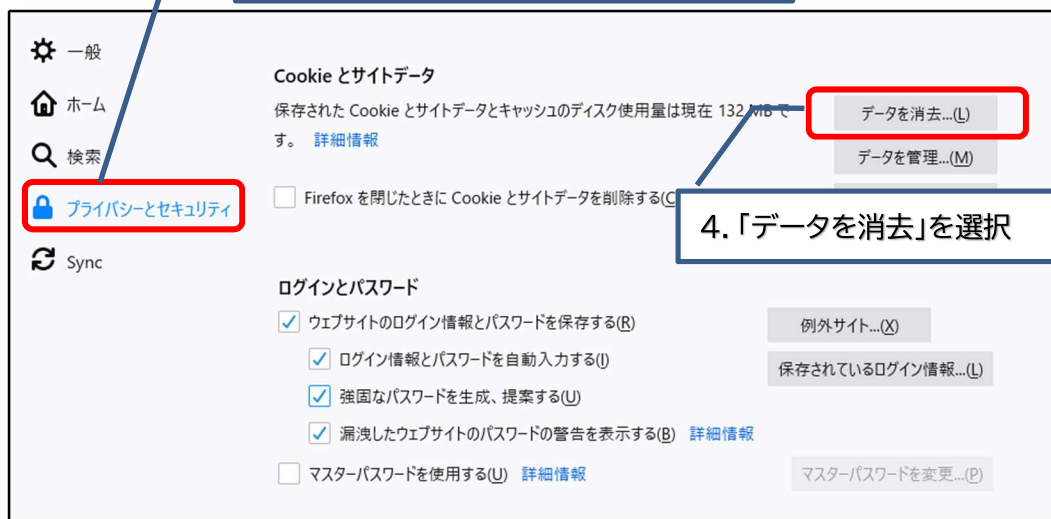 一般
ホーム
検索
プライバシーとセキュリティ
Sync
Cookie とサイトデータ
保存された Cookie とサイトデータとキャッシュのディスク使用量は現在 132 MB で
す。 詳細情報
データを消去...(L)
データを管理...(M)
Firefox を閉じたときに Cookie とサイトデータを削除する(C
4.「データを消去」を選択
ログインとパスワード
ウェブサイトのログイン情報とパスワードを保存する(R)
例外サイト...(X)
ログイン情報とパスワードを自動入力する(I)
保存されているログイン情報...(L)
強固なパスワードを生成、提案する(U)
漏洩したウェブサイトのパスワードの警告を表示する(B) 詳細情報
マスターパスワードを使用する(U) 詳細情報
マスターパスワードを変更...(P)